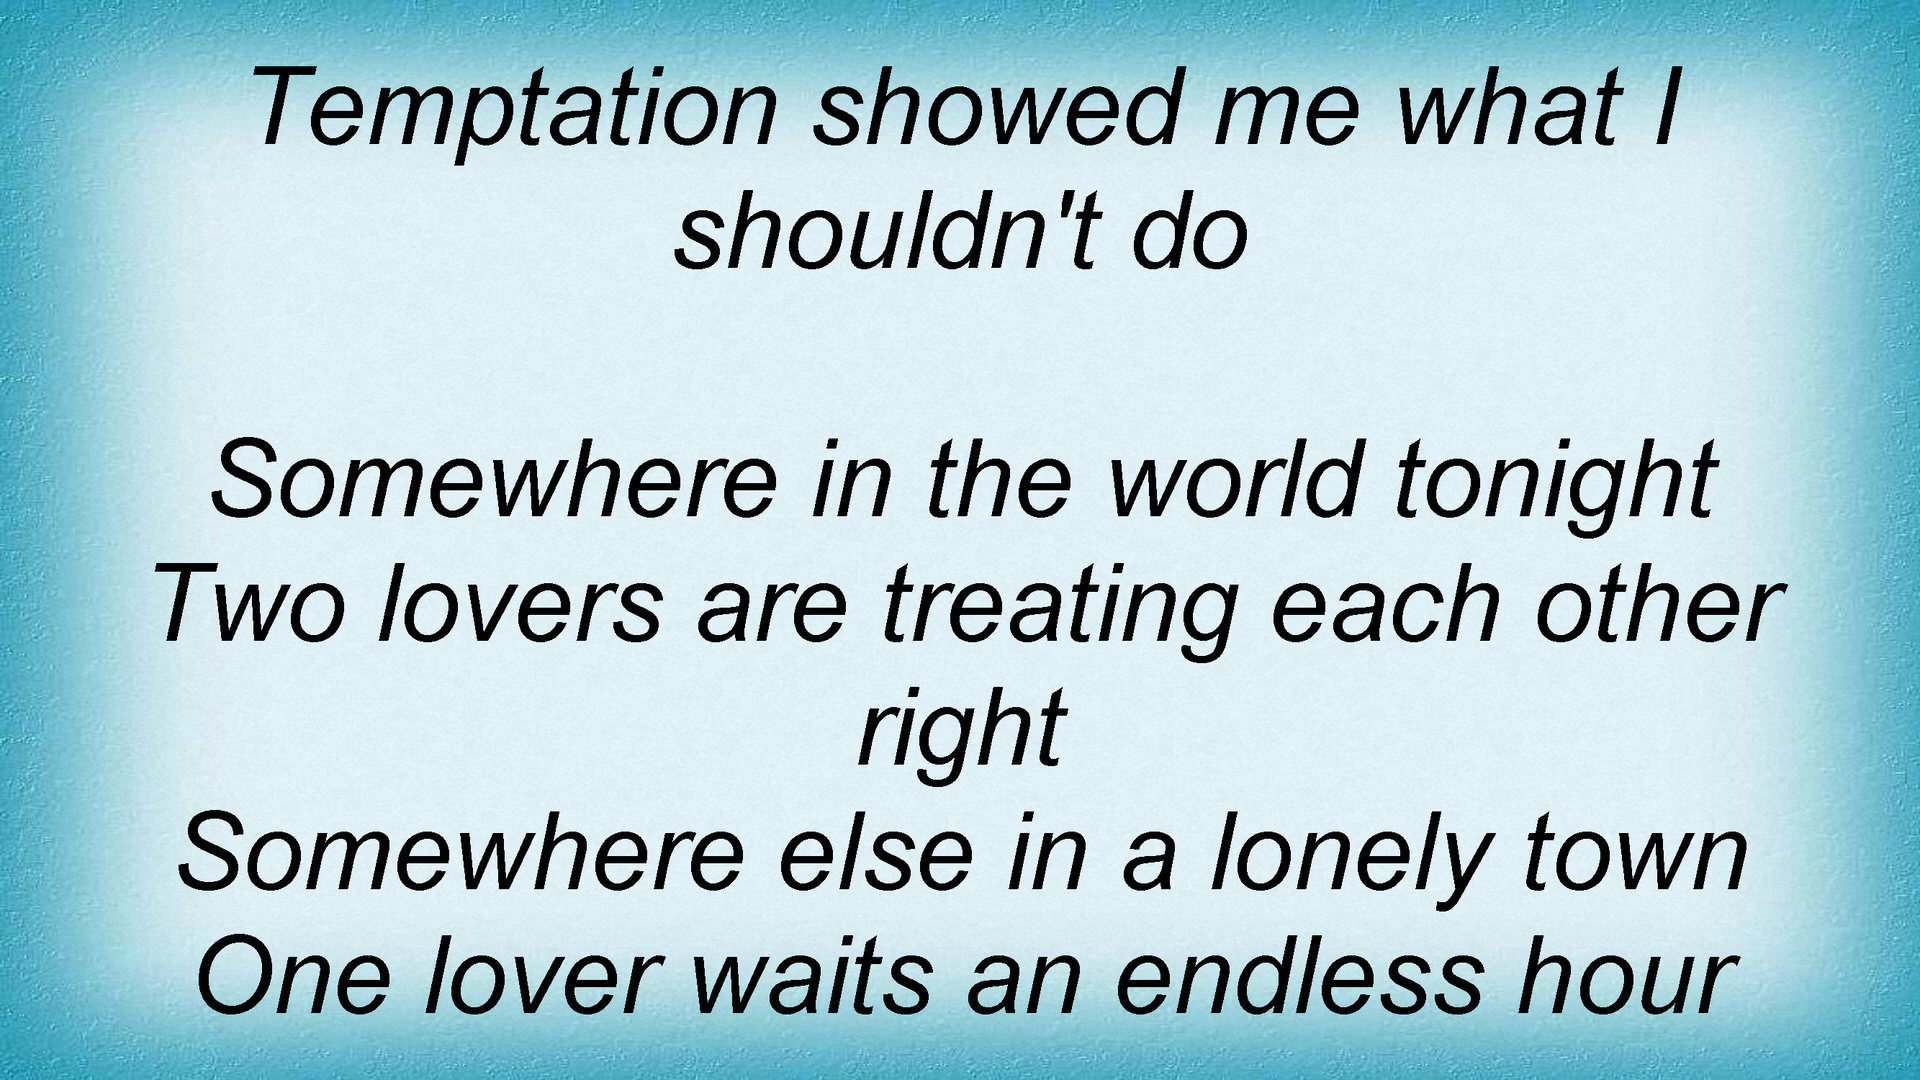 Temptation showed me what I
shouldn't do
Somewhere in the world tonight
Two lovers are treating each other
right
Somewhere else in a lonely town
One lover waits an endless hour